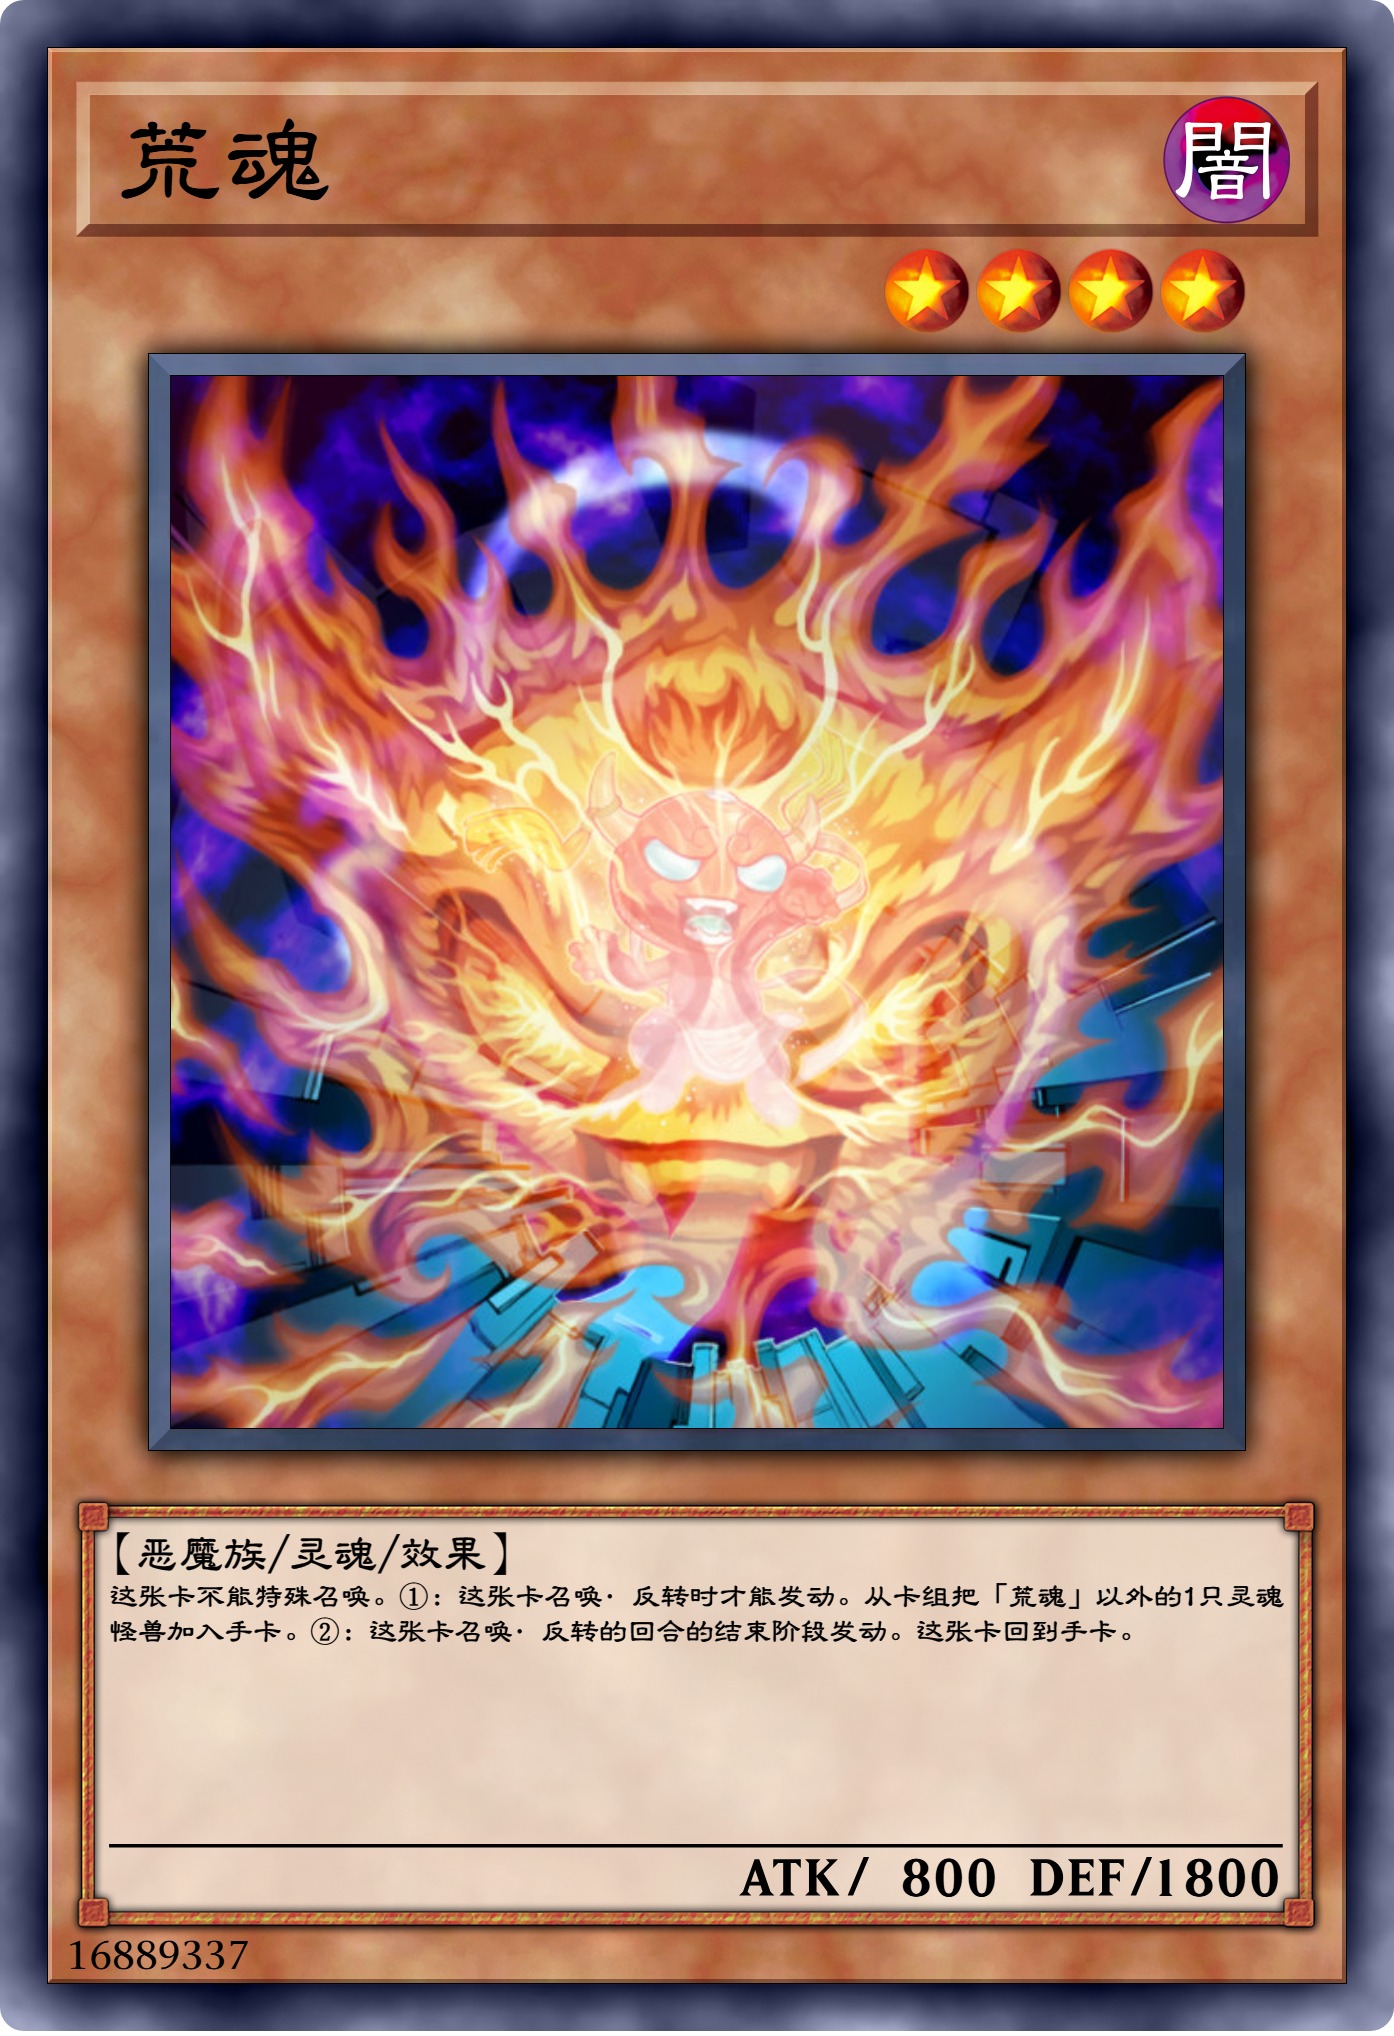 荒魂
闇
【恶魔族/灵魂/效果】
这张卡不能特殊召唤。①：这张卡召唤·反转时才能发动。从卡组把「荒魂」以外的1只灵魂
怪兽加入手卡。②：这张卡召唤·反转的回合的结束阶段发动。这张卡回到手卡。
ATK/ 800 DEF/1800
16889337